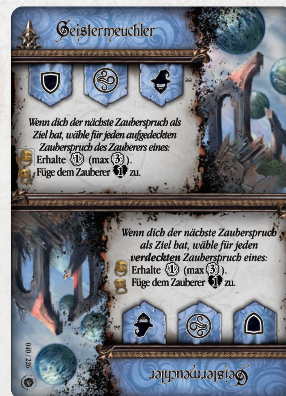 Geistermeuchler
Wenn dich der nächste Zauberspruch als
Ziel hat, wähle für jeden aufgedeckten
Zauberspruch des Zauberers eines:
Erhalte 1 (max 3).
Füge dem Zauberer 1 zu.
Wenn dich der nächste Zauberspruch
als Ziel hat, wähle für jeden
verdeckten Zauberspruch eines:
Erhalte 1 (max 3).
Füge dem Zauberer 1 zu.
Geistermeuchler